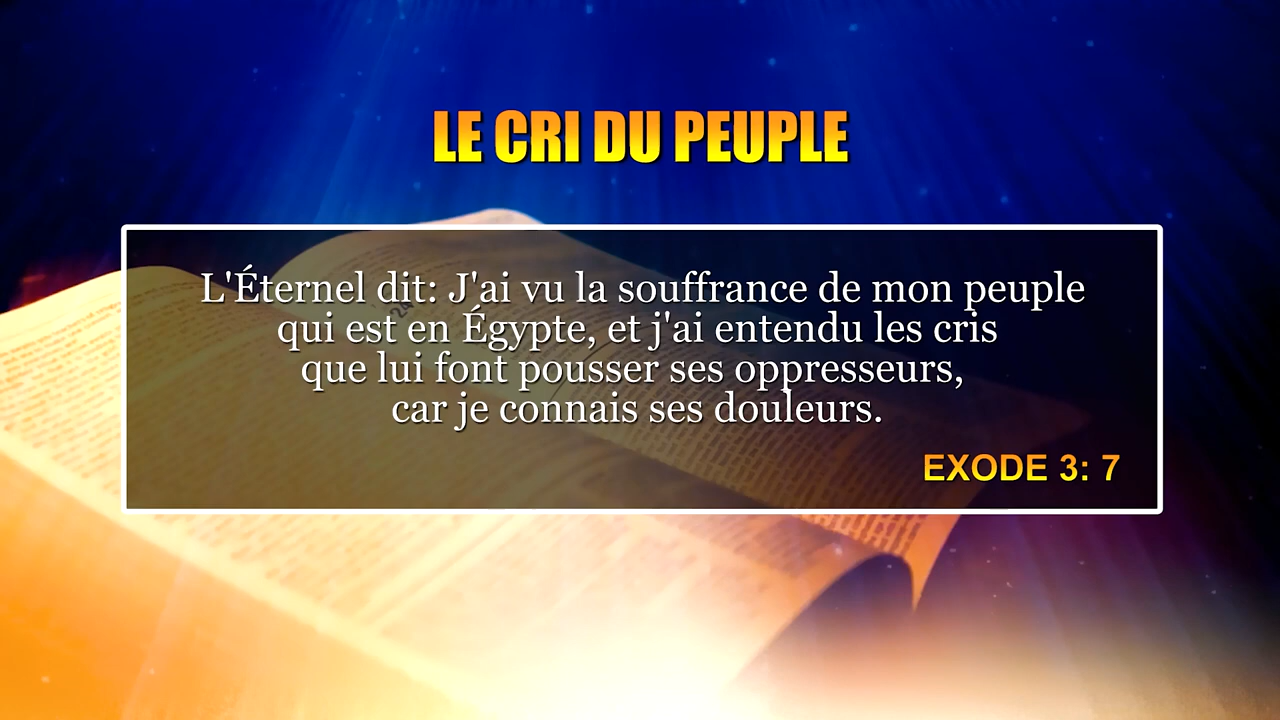 LE CRI DU PEUPLE
L'Éternel dit: J'ai vu la souffrance de mon peuple
qui est en Égypte, et j'ai entendu les cris
que lui font pousser ses oppresseurs,
car je connais ses douleurs.
EXODE 3: 7